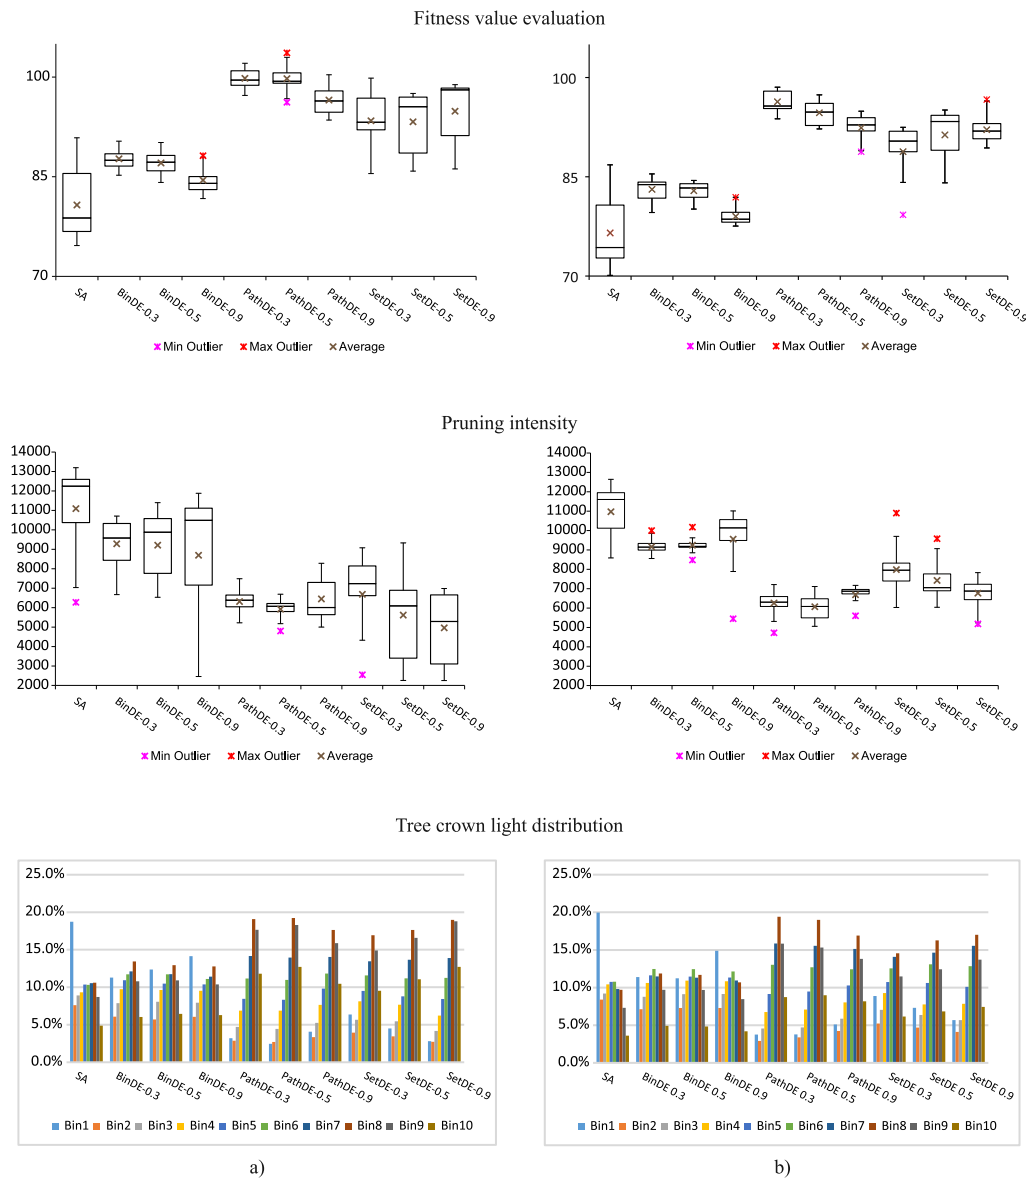 Fitness value evaluation
100
85
70
SA
BinDE-0.3
BinDE-0.5
BinDE-0.9
PathDE-0.3
PathDE-0.5
PathDE-0.9
SetDE-0.3
SetDE-0.5
SetDE-0.9
Min Outlier Max Outlier Average
100
85
70
SA
BinDE-0.3
BinDE-0.5
BinDE-0.9
PathDE-0.3
PathDE-0.5
PathDE-0.9
SetDE-0.3
SetDE-0.5
SetDE-0.9
Min Outlier Max Outlier Average
Pruning intensity
14000
13000
12000
11000
10000
9000
8000
7000
6000
5000
4000
3000
2000
SA
BinDE-0.3
BinDE-0.5
BinDE-0.9
PathDE-0.3
PathDE-0.5
PathDE-0.9
SetDE-0.3
SetDE-0.5
SetDE-0.9
Min Outlier Max Outlier Average
14000
13000
12000
11000
10000
9000
8000
7000
6000
5000
4000
3000
2000
SA
BinDE-0.3
BinDE-0.5
BinDE-0.9
PathDE-0.3
PathDE-0.5
PathDE-0.9
SetDE-0.3
SetDE-0.5
SetDE-0.9
Min Outlier Max Outlier Average
Tree crown light distribution
25.0%
20.0%
15.0%
10.0%
5.0%
0.0%
SA
BinDE-0.3
BinDE-0.5
BinDE-0.9
PathDE-0.3
PathDE-0.5
PathDE-0.9
SetDE-0.3
SetDE-0.5
SetDE-0.9
Bin1 Bin2 Bin3 Bin4 Bin5 Bin6 Bin7 Bin8 Bin9 Bin10
a)
25.0%
20.0%
15.0%
10.0%
5.0%
0.0%
SA
BinDE 0.3
BinDE 0.5
BinDE 0.9
PathDE 0.3
PathDE 0.5
PathDE 0.9
SetDE 0.3
SetDE 0.5
SetDE 0.9
Bin1 Bin2 Bin3 Bin4 Bin5 Bin6 Bin7 Bin8 Bin9 Bin10
b)